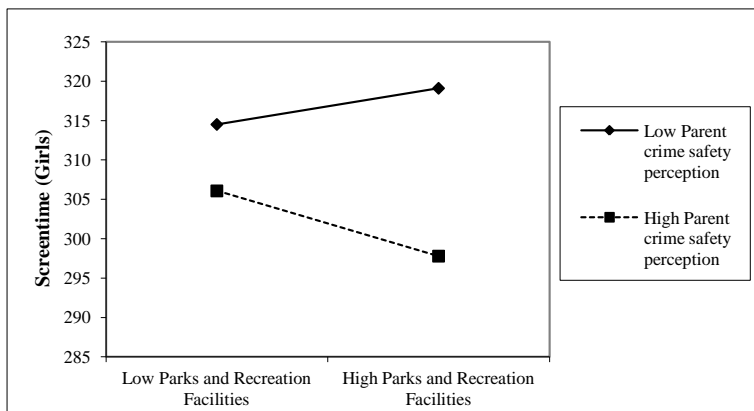 325
320
315
310
305
300
295
290
285
Screentime (Girls)
Low Parks and Recreation
Facilities
High Parks and Recreation
Facilities
Low Parent
crime safety
perception
High Parent
crime safety
perception